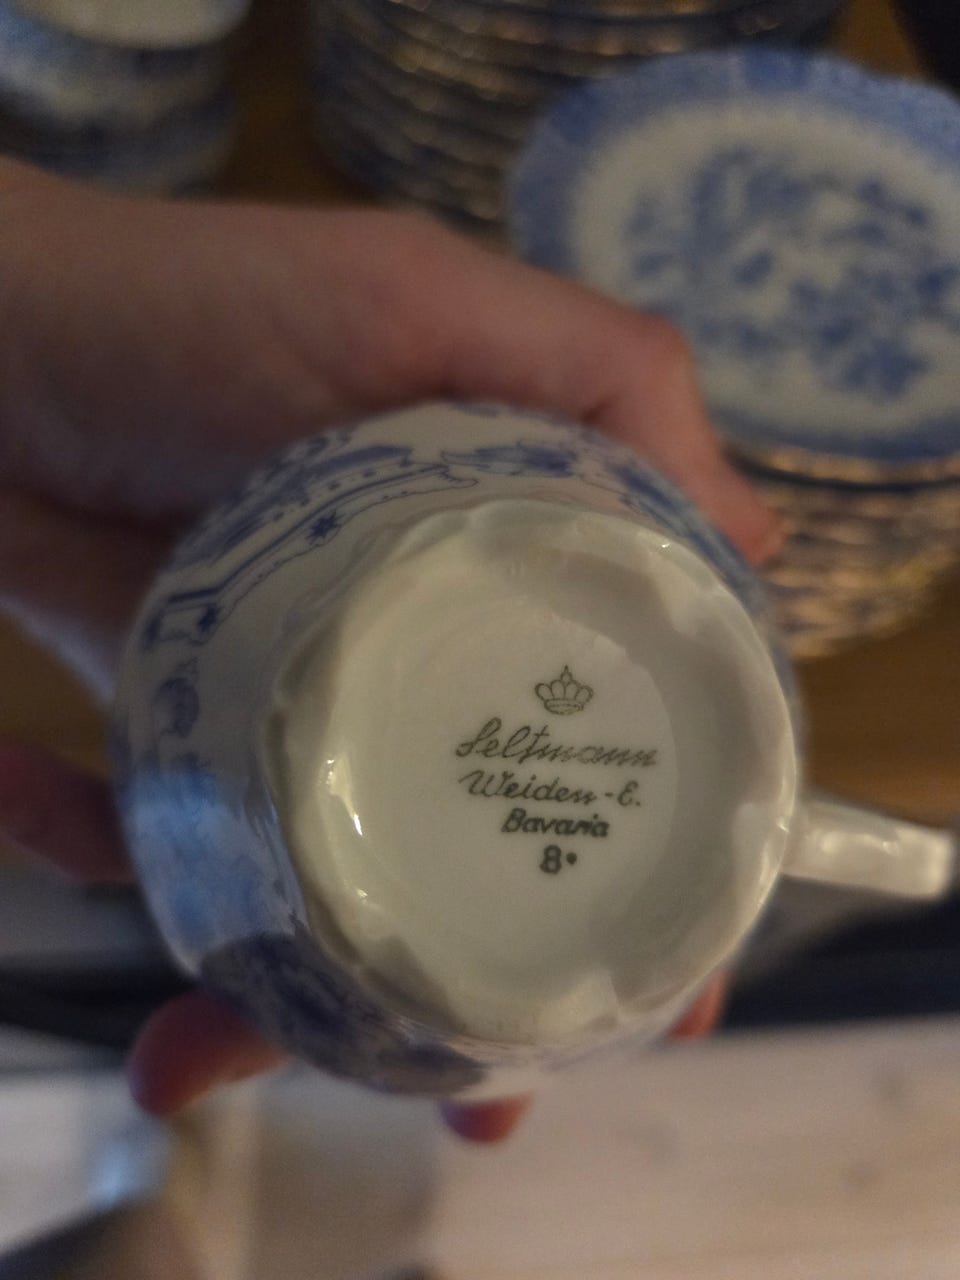 Seltmann
Weiden-E.
Bavaria
8•